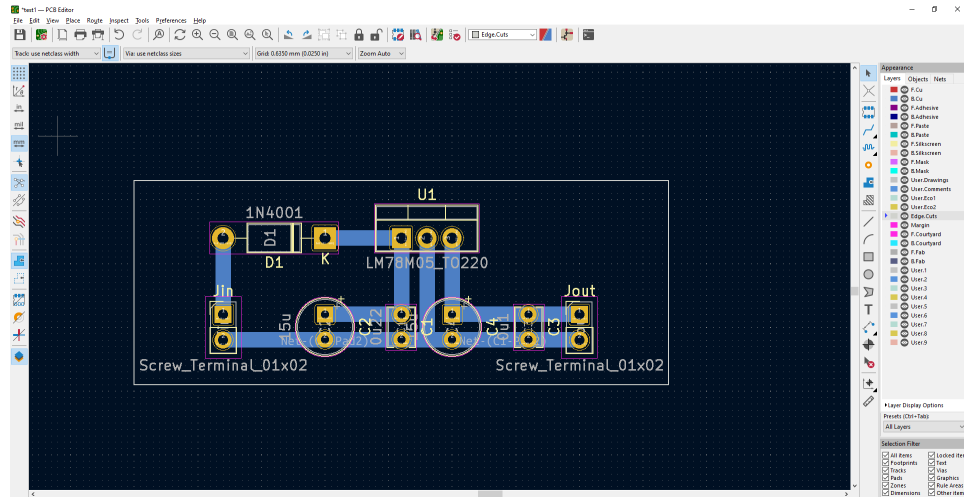 "test1 — PCB Editor
File Edit View Place Route Inspect Tools Preferences Help
Edge.Cuts
Track: use netclass width
Via: use netclass sizes
Grid: 0.6350 mm (0.0250 in)
Zoom Auto
in
mil
mm
U1
1N4001
D1
D1
K
LM78M05_TO220
Jin
Jout
C2
C1
C4
C3
Screw_Terminal_01x02
Screw_Terminal_01x02
Appearance
Layers Objects Nets
F.Cu
B.Cu
F.Adhesive
B.Adhesive
F.Paste
B.Paste
F.Silkscreen
B.Silkscreen
F.Mask
B.Mask
User.Drawings
User.Comments
User.Eco1
User.Eco2
Edge.Cuts
Margin
F.Courtyard
B.Courtyard
F.Fab
B.Fab
User.1
User.2
User.3
User.4
User.5
User.6
User.7
User.8
User.9
Layer Display Options
Presets (Ctrl+Tab):
All Layers
Selection Filter
All items
Locked
Footprints
Text
Tracks
Vias
Pads
Graphics
Zones
Rule Areas
Dimensions